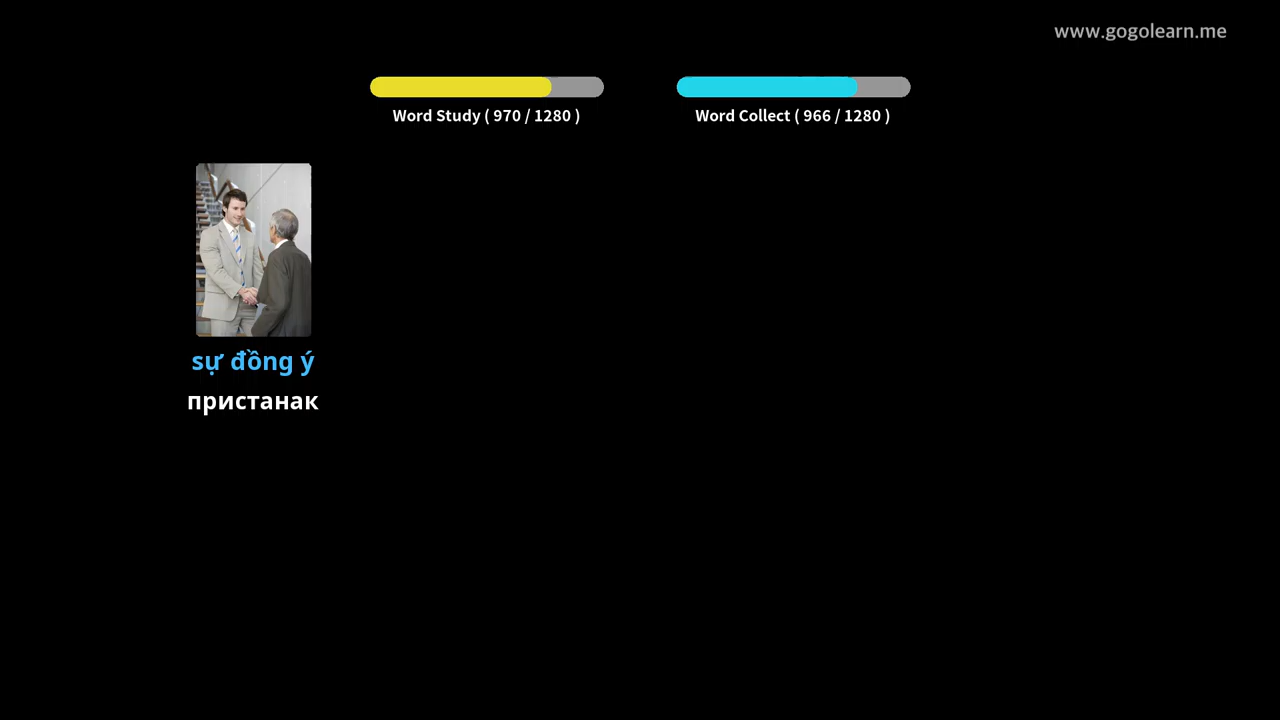 www.gogolearn.me
Word Study ( 970 / 1280 )
Word Collect ( 966 / 1280 )
sự đồng ý
пристанак